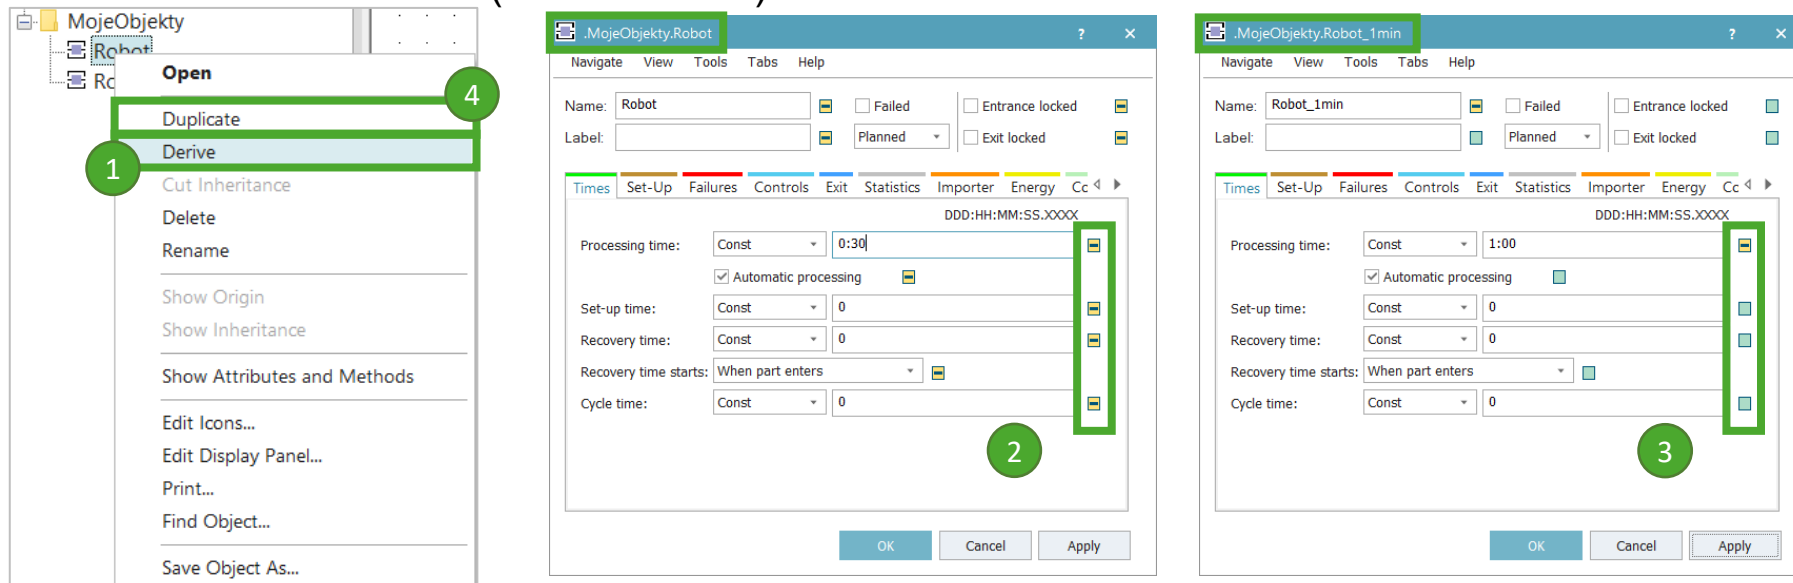 MojeObjekty
Robot
Ro
Open
4
Duplicate
1
Derive
Cut Inheritance
Delete
Rename
Show Origin
Show Inheritance
Show Attributes and Methods
Edit Icons...
Edit Display Panel...
Print...
Find Object...
Save Object As...
.MojeObjekty.Robot ? ×
Navigate View Tools Tabs Help
Name: Robot Failed Entrance locked
Label: Planned Exit locked
Times Set-Up Failures Controls Exit Statistics Importer Energy Cc
DDD:HH:MM:SS.XXXX
Processing time: Const 0:30
Automatic processing
Set-up time: Const 0
Recovery time: Const 0
Recovery time starts: When part enters
Cycle time: Const 0
2
OK Cancel Apply
.MojeObjekty.Robot_1min ? ×
Navigate View Tools Tabs Help
Name: Robot_1min Failed Entrance locked
Label: Planned Exit locked
Times Set-Up Failures Controls Exit Statistics Importer Energy Cc
DDD:HH:MM:SS.XXXX
Processing time: Const 1:00
Automatic processing
Set-up time: Const 0
Recovery time: Const 0
Recovery time starts: When part enters
Cycle time: Const 0
3
OK Cancel Apply